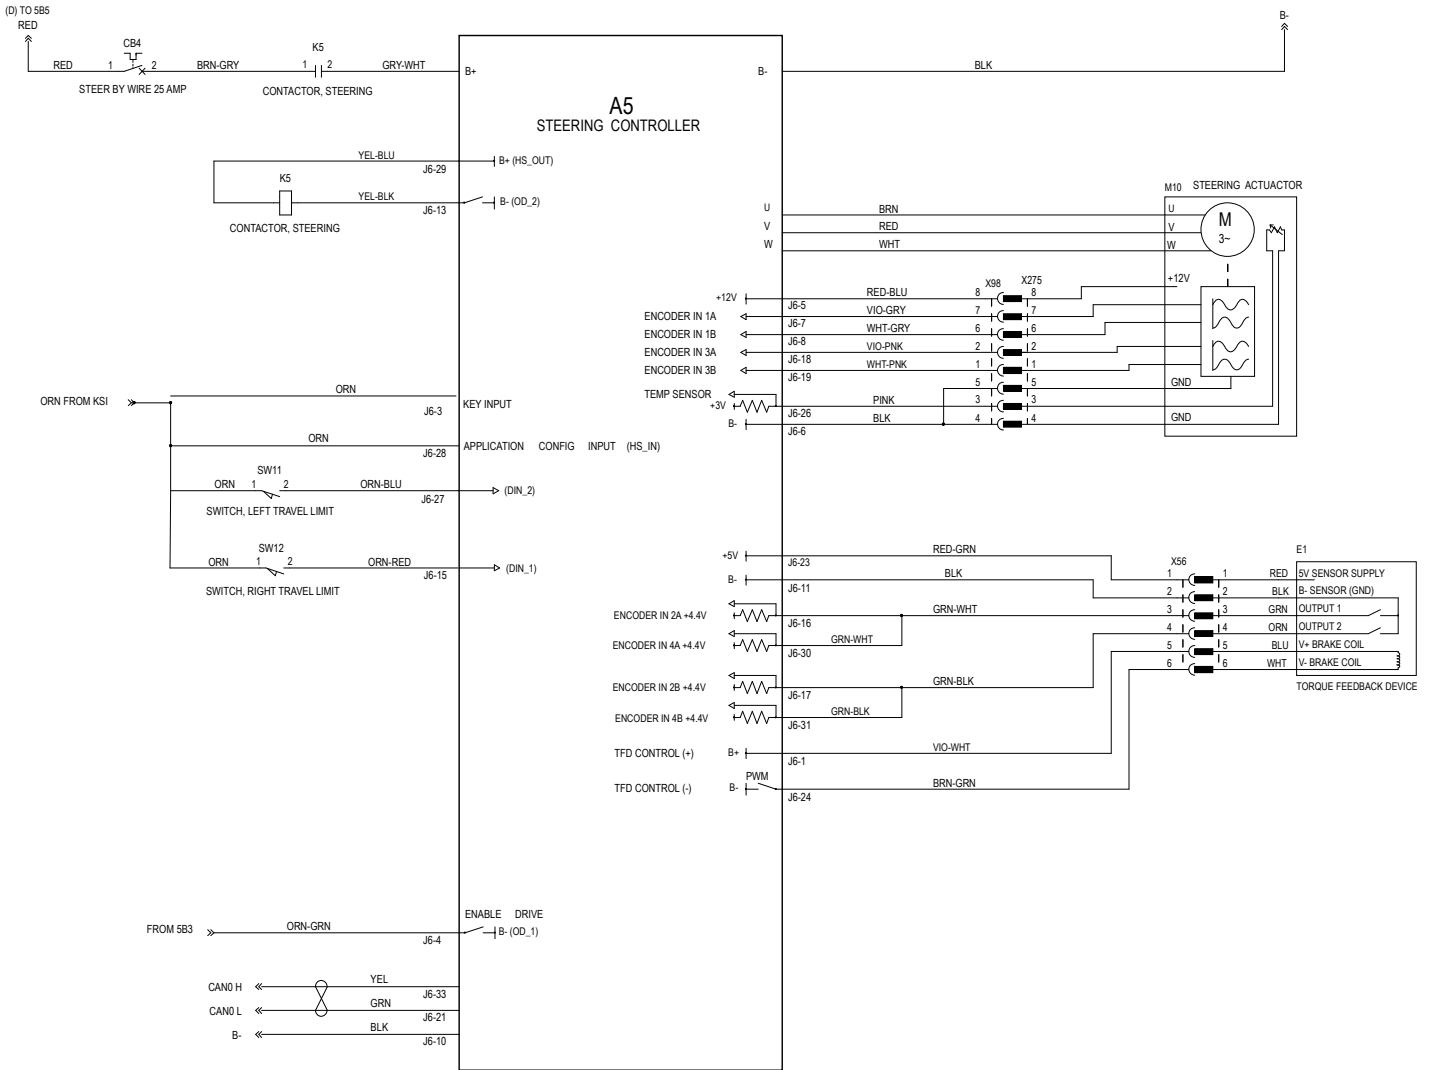 (D) TO 5B5
RED
B-
RED 1 CB4 2 BRN-GRY K5 1 2 GRY-WHT B+
STEER BY WIRE 25 AMP
CONTACTOR, STEERING
B- BLK
A5
STEERING CONTROLLER
YEL-BLU J6-29 B+ (HS_OUT)
K5 YEL-BLK J6-13 B- (OD_2)
CONTACTOR, STEERING
M10 STEERING ACTUACTOR
U BRN U
V RED V
W WHT W
M
3~
+12V
X98 X275
+12V J6-5 RED-BLU 8 8
ENCODER IN 1A J6-7 VIO-GRY 7 7
ENCODER IN 1B J6-8 WHT-GRY 6 6
ENCODER IN 3A J6-18 VIO-PNK 2 2
ENCODER IN 3B J6-19 WHT-PNK 1 1
5 5 GND
TEMP SENSOR
+3V J6-26 PINK 3 3
B- J6-6 BLK 4 4 GND
ORN FROM KSI
ORN J6-3 KEY INPUT
ORN J6-28 APPLICATION CONFIG INPUT (HS_IN)
SW11
ORN 1 2 ORN-BLU J6-27 (DIN_2)
SWITCH, LEFT TRAVEL LIMIT
SW12
ORN 1 2 ORN-RED J6-15 (DIN_1)
SWITCH, RIGHT TRAVEL LIMIT
+5V J6-23 RED-GRN
B- J6-11 BLK
ENCODER IN 2A +4.4V J6-16 GRN-WHT
ENCODER IN 4A +4.4V J6-30 GRN-WHT
ENCODER IN 2B +4.4V J6-17 GRN-BLK
ENCODER IN 4B +4.4V J6-31 GRN-BLK
TFD CONTROL (+) B+ J6-1 VIO-WHT
PWM
TFD CONTROL (-) B- J6-24 BRN-GRN
X56
E1
1 1 RED 5V SENSOR SUPPLY
2 2 BLK B- SENSOR (GND)
3 3 GRN OUTPUT 1
4 4 ORN OUTPUT 2
5 5 BLU V+ BRAKE COIL
6 6 WHT V- BRAKE COIL
TORQUE FEEDBACK DEVICE
ENABLE DRIVE
FROM 5B3 ORN-GRN J6-4 B- (OD_1)
CAN0 H YEL J6-33
CAN0 L GRN J6-21
B- BLK J6-10